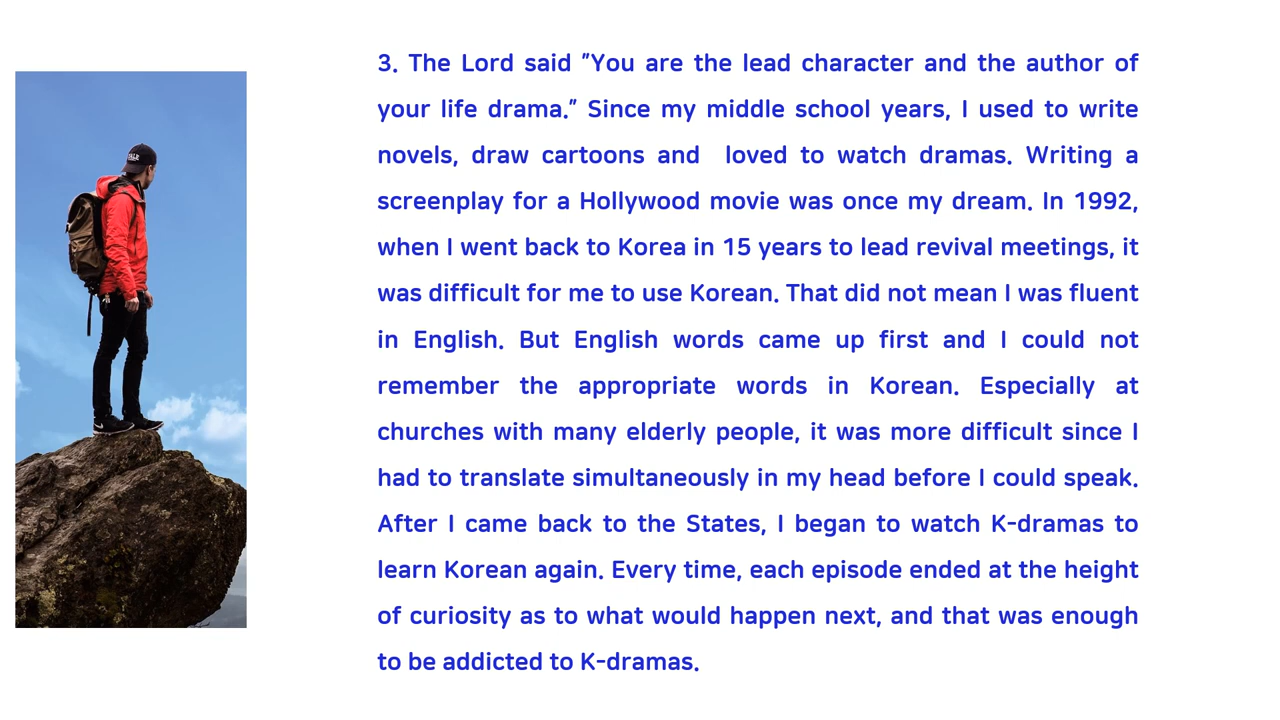 3. The Lord said "You are the lead character and the author of
your life drama." Since my middle school years, I used to write
novels, draw cartoons and loved to watch dramas. Writing a
screenplay for a Hollywood movie was once my dream. In 1992,
when I went back to Korea in 15 years to lead revival meetings, it
was difficult for me to use Korean. That did not mean I was fluent
in English. But English words came up first and I could not
remember the appropriate words in Korean. Especially at
churches with many elderly people, it was more difficult since I
had to translate simultaneously in my head before I could speak.
After I came back to the States, I began to watch K-dramas to
learn Korean again. Every time, each episode ended at the height
of curiosity as to what would happen next, and that was enough
to be addicted to K-dramas.